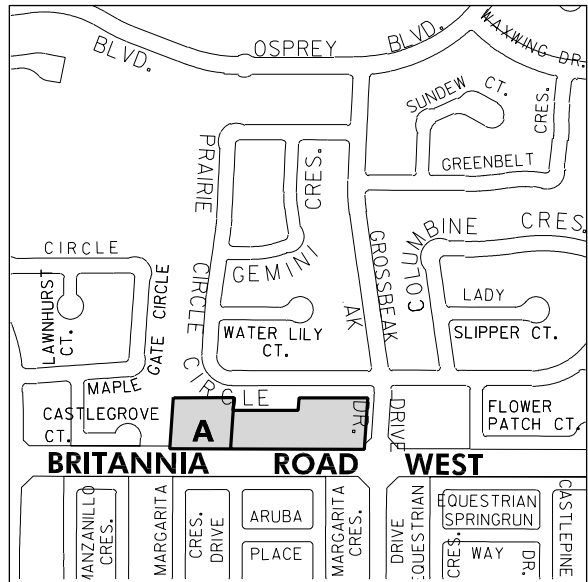 OSPREY BLVD.
BLVD.
WAXWING DR.
SUNDEW CT.
CRES.
GREENBELT
PRAIRIE
CRES.
COLUMBINE CRES.
CIRCLE
GEMINI
GROSSBEAK
LAWNHURST
CT.
GATE CIRCLE
CIRCLE
AK
LADY
WATER LILY
CT.
SLIPPER CT.
MAPLE
CIRCLE
CASTLEGROVE
CT.
A
DR.
DRIVE
FLOWER
PATCH CT.
BRITANNIA ROAD WEST
MANZANILLO
CRES.
MARGARITA
CRES.
DRIVE
ARUBA
PLACE
MARGARITA
CRES.
DRIVE
EQUESTRIAN
EQUESTRIAN
SPRINGRUN
CRES.
WAY
DR.
CASTLEPINE